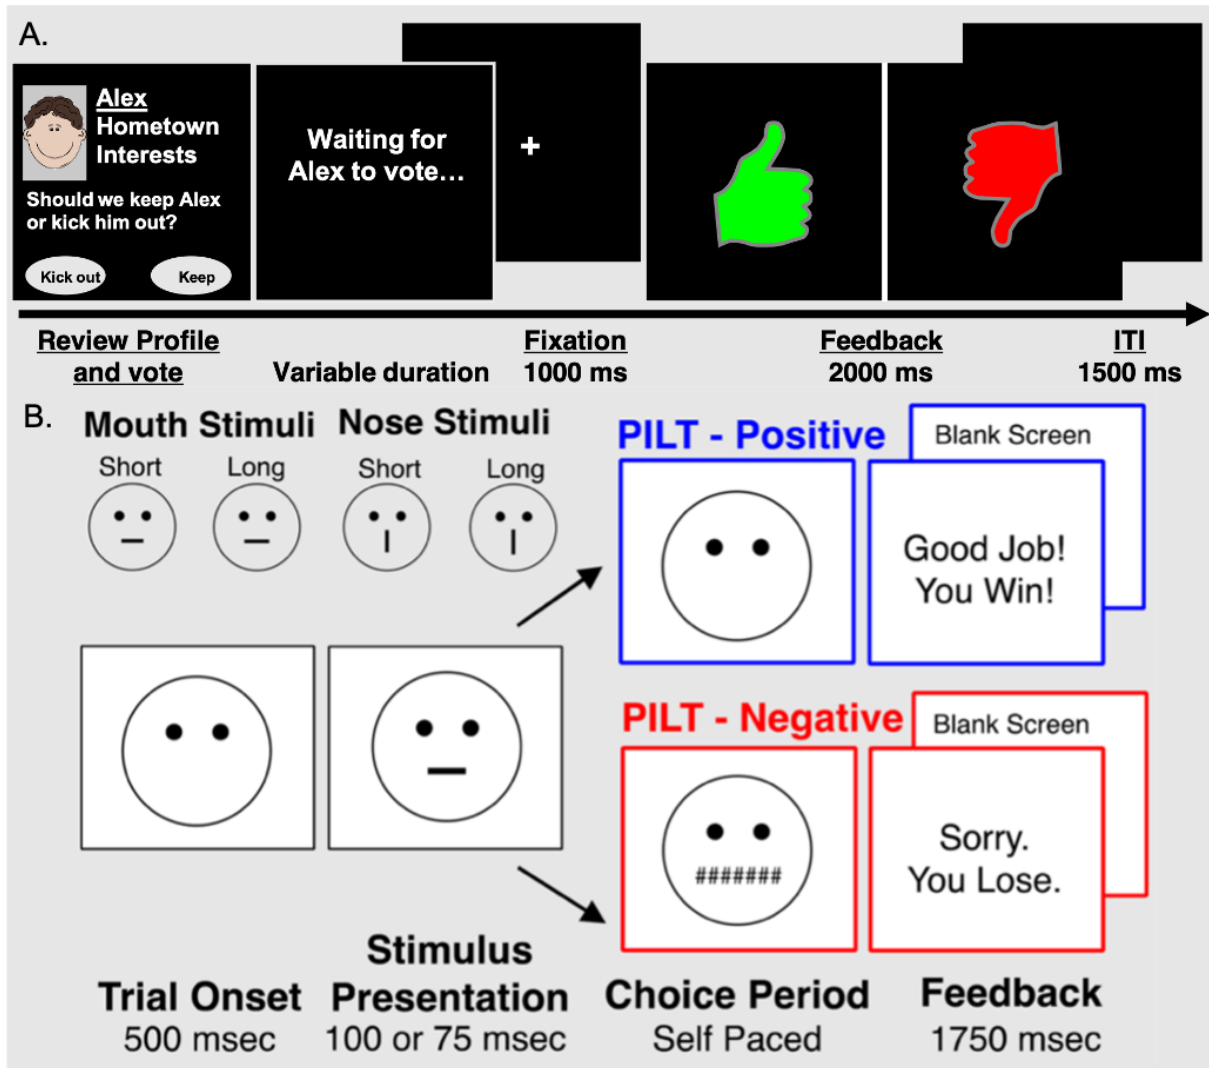 A.
Alex
Hometown
Interests
Should we keep Alex
or kick him out?
Kick out
Keep
Waiting for
Alex to vote...
+
Review Profile
and vote
Variable duration
Fixation
1000 ms
Feedback
2000 ms
ITI
1500 ms
B.
Mouth Stimuli
Short
Long
Nose Stimuli
Short
Long
PILT - Positive
Blank Screen
Good Job!
You Win!
PILT - Negative
Blank Screen
#######
Sorry.
You Lose.
Trial Onset
500 msec
Stimulus
Presentation
100 or 75 msec
Choice Period
Self Paced
Feedback
1750 msec